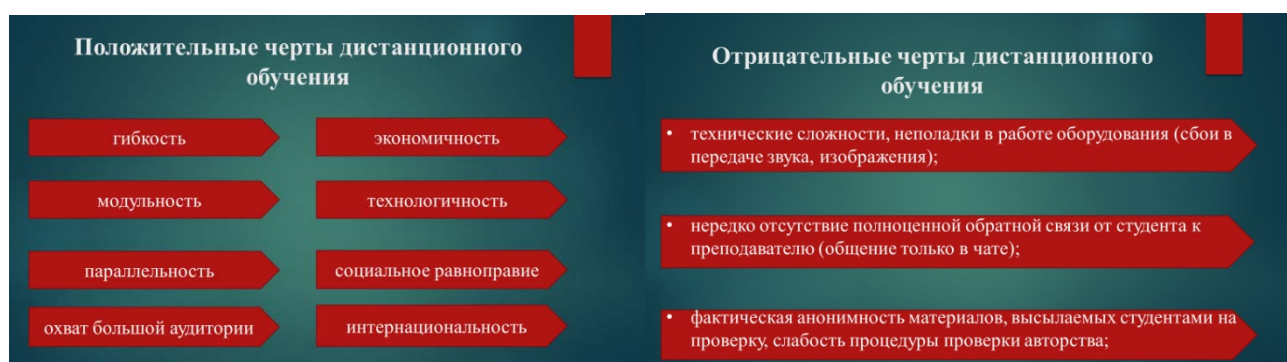 Положительные черты дистанционного
обучения
гибкость
экономичность
модульность
технологичность
параллельность
социальное равноправие
охват большой аудитории
интернациональность
Отрицательные черты дистанционного
обучения
• технические сложности, неполадки в работе оборудования (сбои в
передаче звука, изображения);
• нередко отсутствие полноценной обратной связи от студента к
преподавателю (общение только в чате);
• фактическая анонимность материалов, высылаемых студентами на
проверку, слабость процедуры проверки авторства;